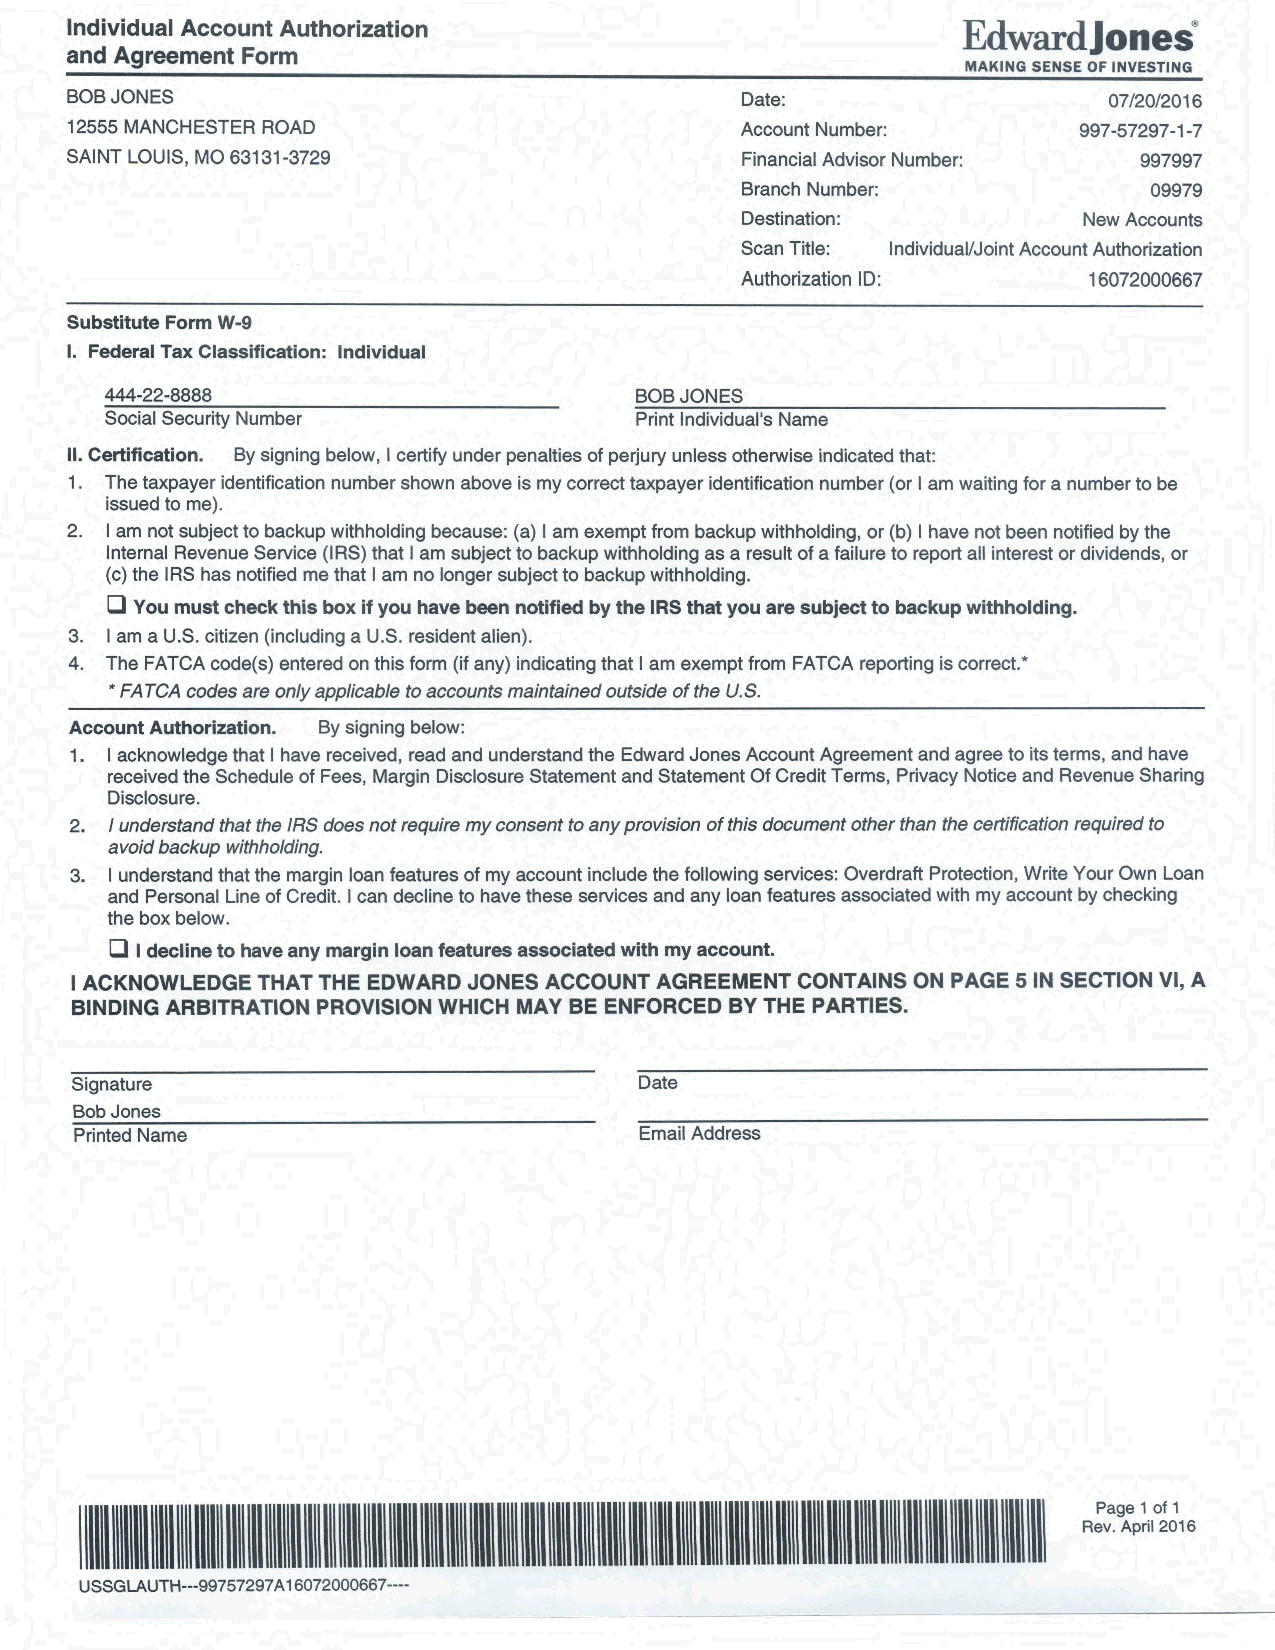 Individual Account Authorization
and Agreement Form
EdwardJones®
MAKING SENSE OF INVESTING
BOB JONES
12555 MANCHESTER ROAD
SAINT LOUIS, MO 63131-3729
Date: 07/20/2016
Account Number: 997-57297-1-7
Financial Advisor Number: 997997
Branch Number: 09979
Destination: New Accounts
Scan Title: Individual/Joint Account Authorization
Authorization ID: 16072000667
Substitute Form W-9
I. Federal Tax Classification: Individual
444-22-8888 BOB JONES
Social Security Number Print Individual's Name
II. Certification. By signing below, I certify under penalties of perjury unless otherwise indicated that:
1. The taxpayer identification number shown above is my correct taxpayer identification number (or I am waiting for a number to be
issued to me).
2. I am not subject to backup withholding because: (a) I am exempt from backup withholding, or (b) I have not been notified by the
Internal Revenue Service (IRS) that I am subject to backup withholding as a result of a failure to report all interest or dividends, or
(c) the IRS has notified me that I am no longer subject to backup withholding.
☐ You must check this box if you have been notified by the IRS that you are subject to backup withholding.
3. I am a U.S. citizen (including a U.S. resident alien).
4. The FATCA code(s) entered on this form (if any) indicating that I am exempt from FATCA reporting is correct.*
* FATCA codes are only applicable to accounts maintained outside of the U.S.
Account Authorization. By signing below:
1. I acknowledge that I have received, read and understand the Edward Jones Account Agreement and agree to its terms, and have
received the Schedule of Fees, Margin Disclosure Statement and Statement Of Credit Terms, Privacy Notice and Revenue Sharing
Disclosure.
2. I understand that the IRS does not require my consent to any provision of this document other than the certification required to
avoid backup withholding.
3. I understand that the margin loan features of my account include the following services: Overdraft Protection, Write Your Own Loan
and Personal Line of Credit. I can decline to have these services and any loan features associated with my account by checking
the box below.
☐ I decline to have any margin loan features associated with my account.
I ACKNOWLEDGE THAT THE EDWARD JONES ACCOUNT AGREEMENT CONTAINS ON PAGE 5 IN SECTION VI, A
BINDING ARBITRATION PROVISION WHICH MAY BE ENFORCED BY THE PARTIES.
Signature Date
Bob Jones
Printed Name Email Address
Page 1 of 1
Rev. April 2016
USSGLAUTH---99757297A16072000667----